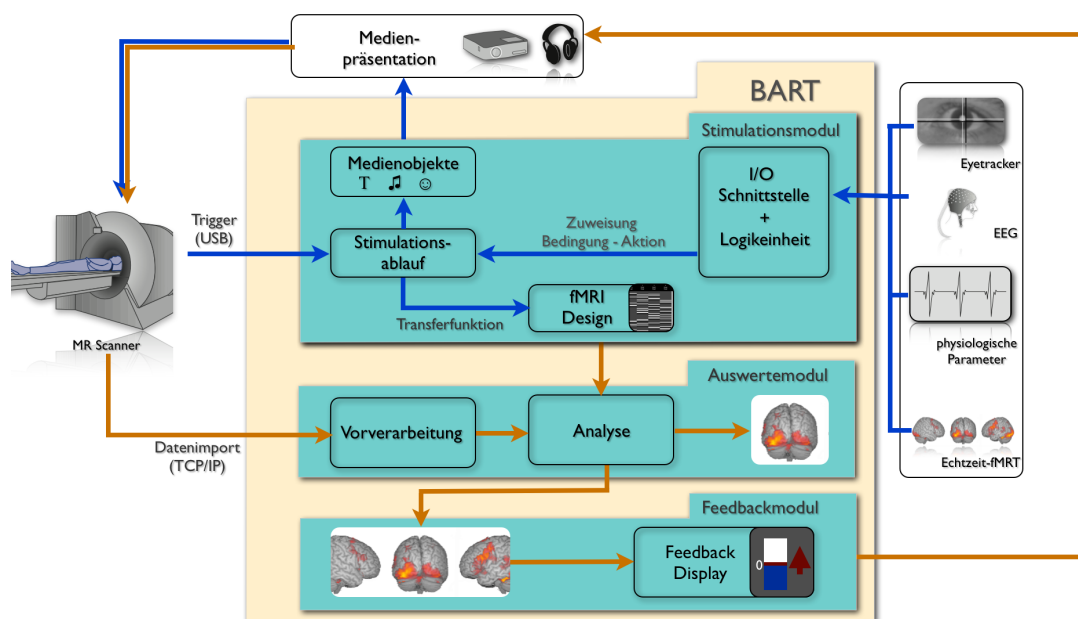 Medien-
präsentation
BART
Stimulationsmodul
Medienobjekte
T
I/O
Schnittstelle
+
Logikeinheit
Eyetracker
EEG
physiologische
Parameter
Echtzeit-fMRT
Trigger
(USB)
Stimulations-
ablauf
Zuweisung
Bedingung - Aktion
Transferfunktion
fMRI
Design
MR Scanner
Auswertemodul
Datenimport
(TCP/IP)
Vorverarbeitung
Analyse
Feedbackmodul
Feedback
Display
0